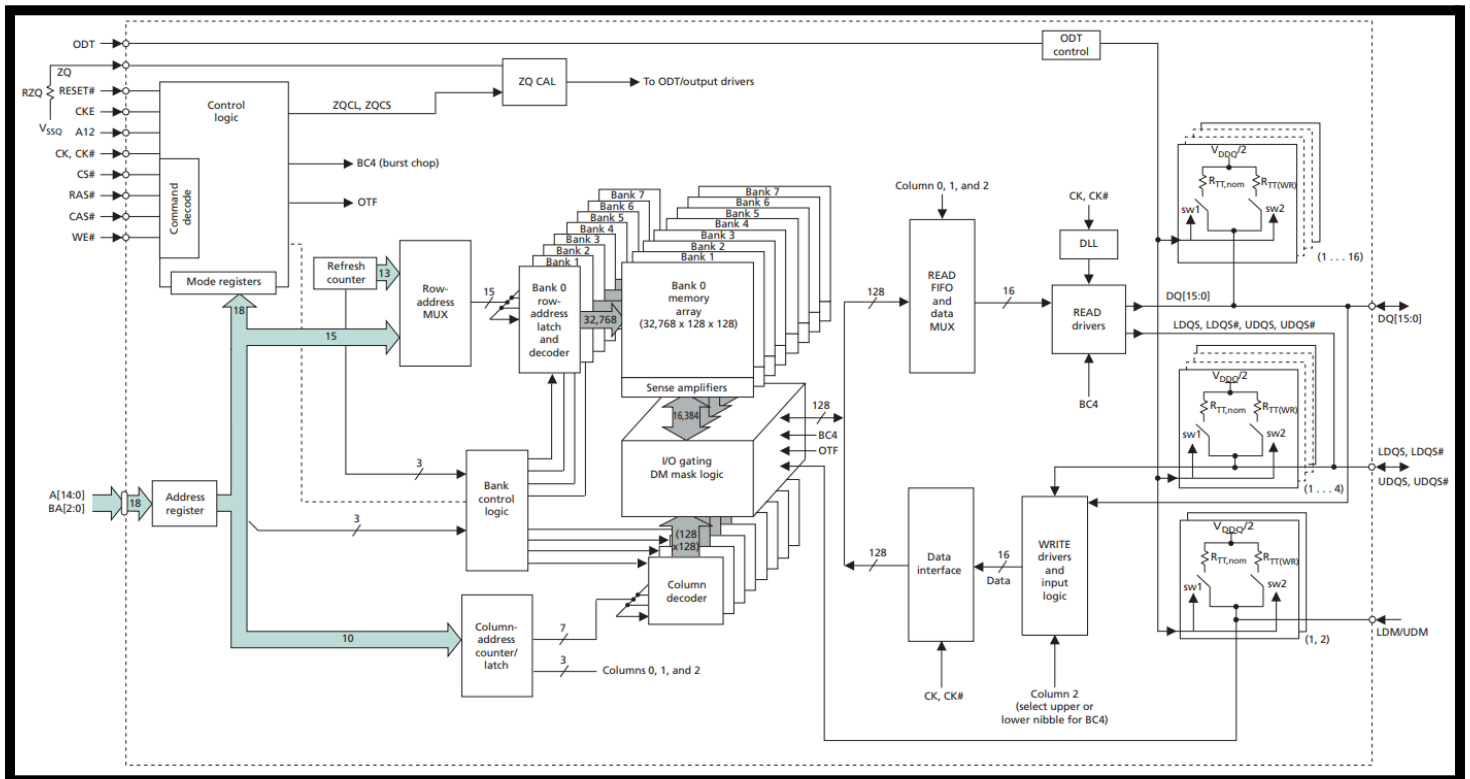 ODT
ZQ
RZQ
V_SSQ
RESET#
CKE
A12
CK, CK#
CS#
RAS#
CAS#
WE#
Control
logic
Command
decode
Mode registers
ZQCL, ZQCS
ZQ CAL
To ODT/output drivers
BC4 (burst chop)
OTF
ODT
control
Refresh
counter
13
Row-
address
MUX
15
15
18
Bank 7
Bank 6
Bank 5
Bank 4
Bank 3
Bank 2
Bank 1
Bank 0
row-
address
latch
and
decoder
32,768
Bank 7
Bank 6
Bank 5
Bank 4
Bank 3
Bank 2
Bank 1
Bank 0
memory
array
(32,768 x 128 x 128)
Sense amplifiers
16,384
I/O gating
DM mask logic
128
BC4
OTF
(128
x128)
Column
decoder
A[14:0]
BA[2:0]
18
Address
register
3
3
Bank
control
logic
10
Column-
address
counter/
latch
7
3
Columns 0, 1, and 2
Column 0, 1, and 2
128
READ
FIFO
and
data
MUX
16
CK, CK#
DLL
READ
drivers
BC4
DQ[15:0]
LDQS, LDQS#, UDQS, UDQS#
128
Data
interface
CK, CK#
16
Data
WRITE
drivers
and
input
logic
Column 2
(select upper or
lower nibble for BC4)
V_DDQ/2
R_TT,nom
R_TT(WR)
sw1
sw2
(1 . . . 16)
DQ[15:0]
V_DDQ/2
R_TT,nom
R_TT(WR)
sw1
sw2
(1 . . . 4)
LDQS, LDQS#
UDQS, UDQS#
V_DDQ/2
R_TT,nom
R_TT(WR)
sw1
sw2
(1, 2)
LDM/UDM